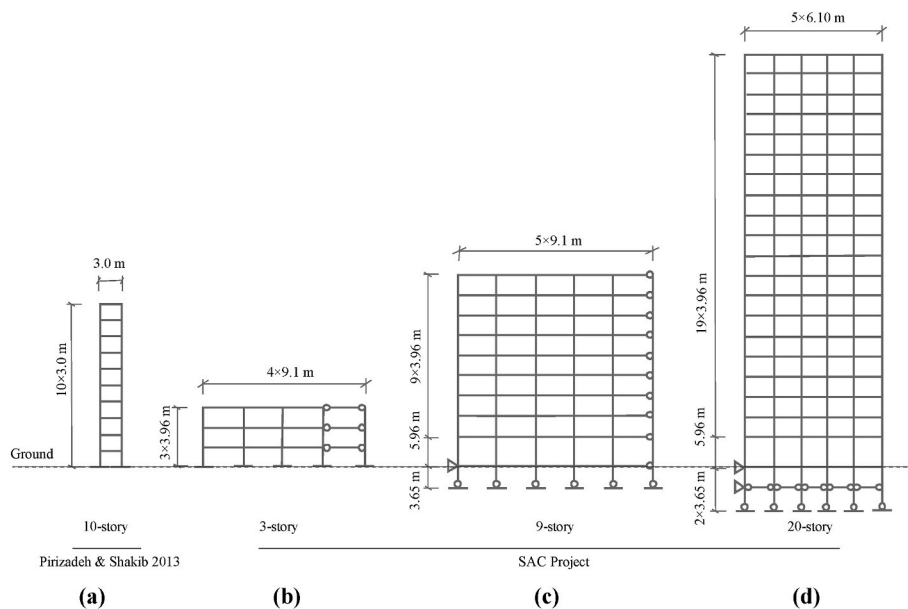 5×6.10 m
5×9.1 m
3.0 m
19×3.96 m
9×3.96 m
10×3.0 m
4×9.1 m
3×3.96 m
5.96 m
5.96 m
Ground
3.65 m
2×3.65 m
10-story
3-story
9-story
20-story
Pirizadeh & Shakib 2013
SAC Project
(a)
(b)
(c)
(d)